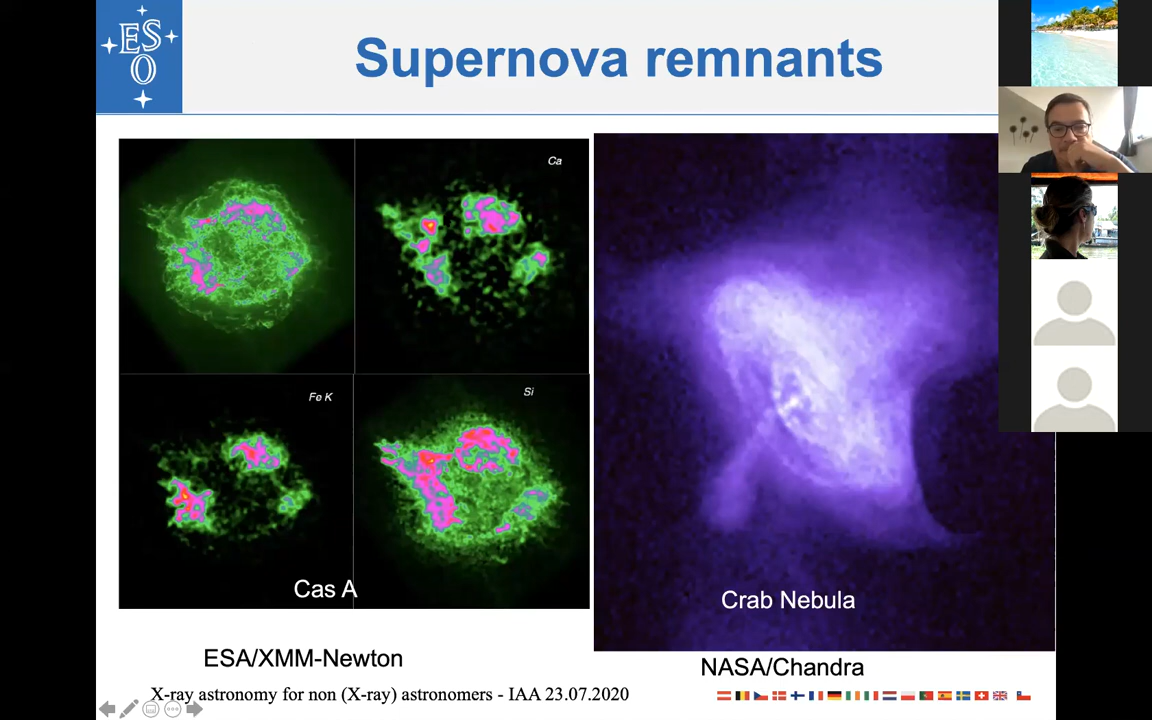 ESO
Supernova remnants
Ca
Fe K
Si
Cas A
Crab Nebula
ESA/XMM-Newton
NASA/Chandra
X-ray astronomy for non (X-ray) astronomers - IAA 23.07.2020